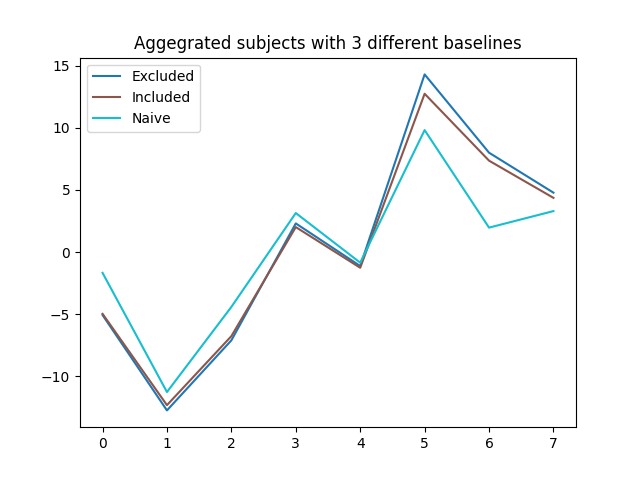 Aggegrated subjects with 3 different baselines
15
Excluded
Included
Naive
10
5
0
−5
−10
0 1 2 3 4 5 6 7